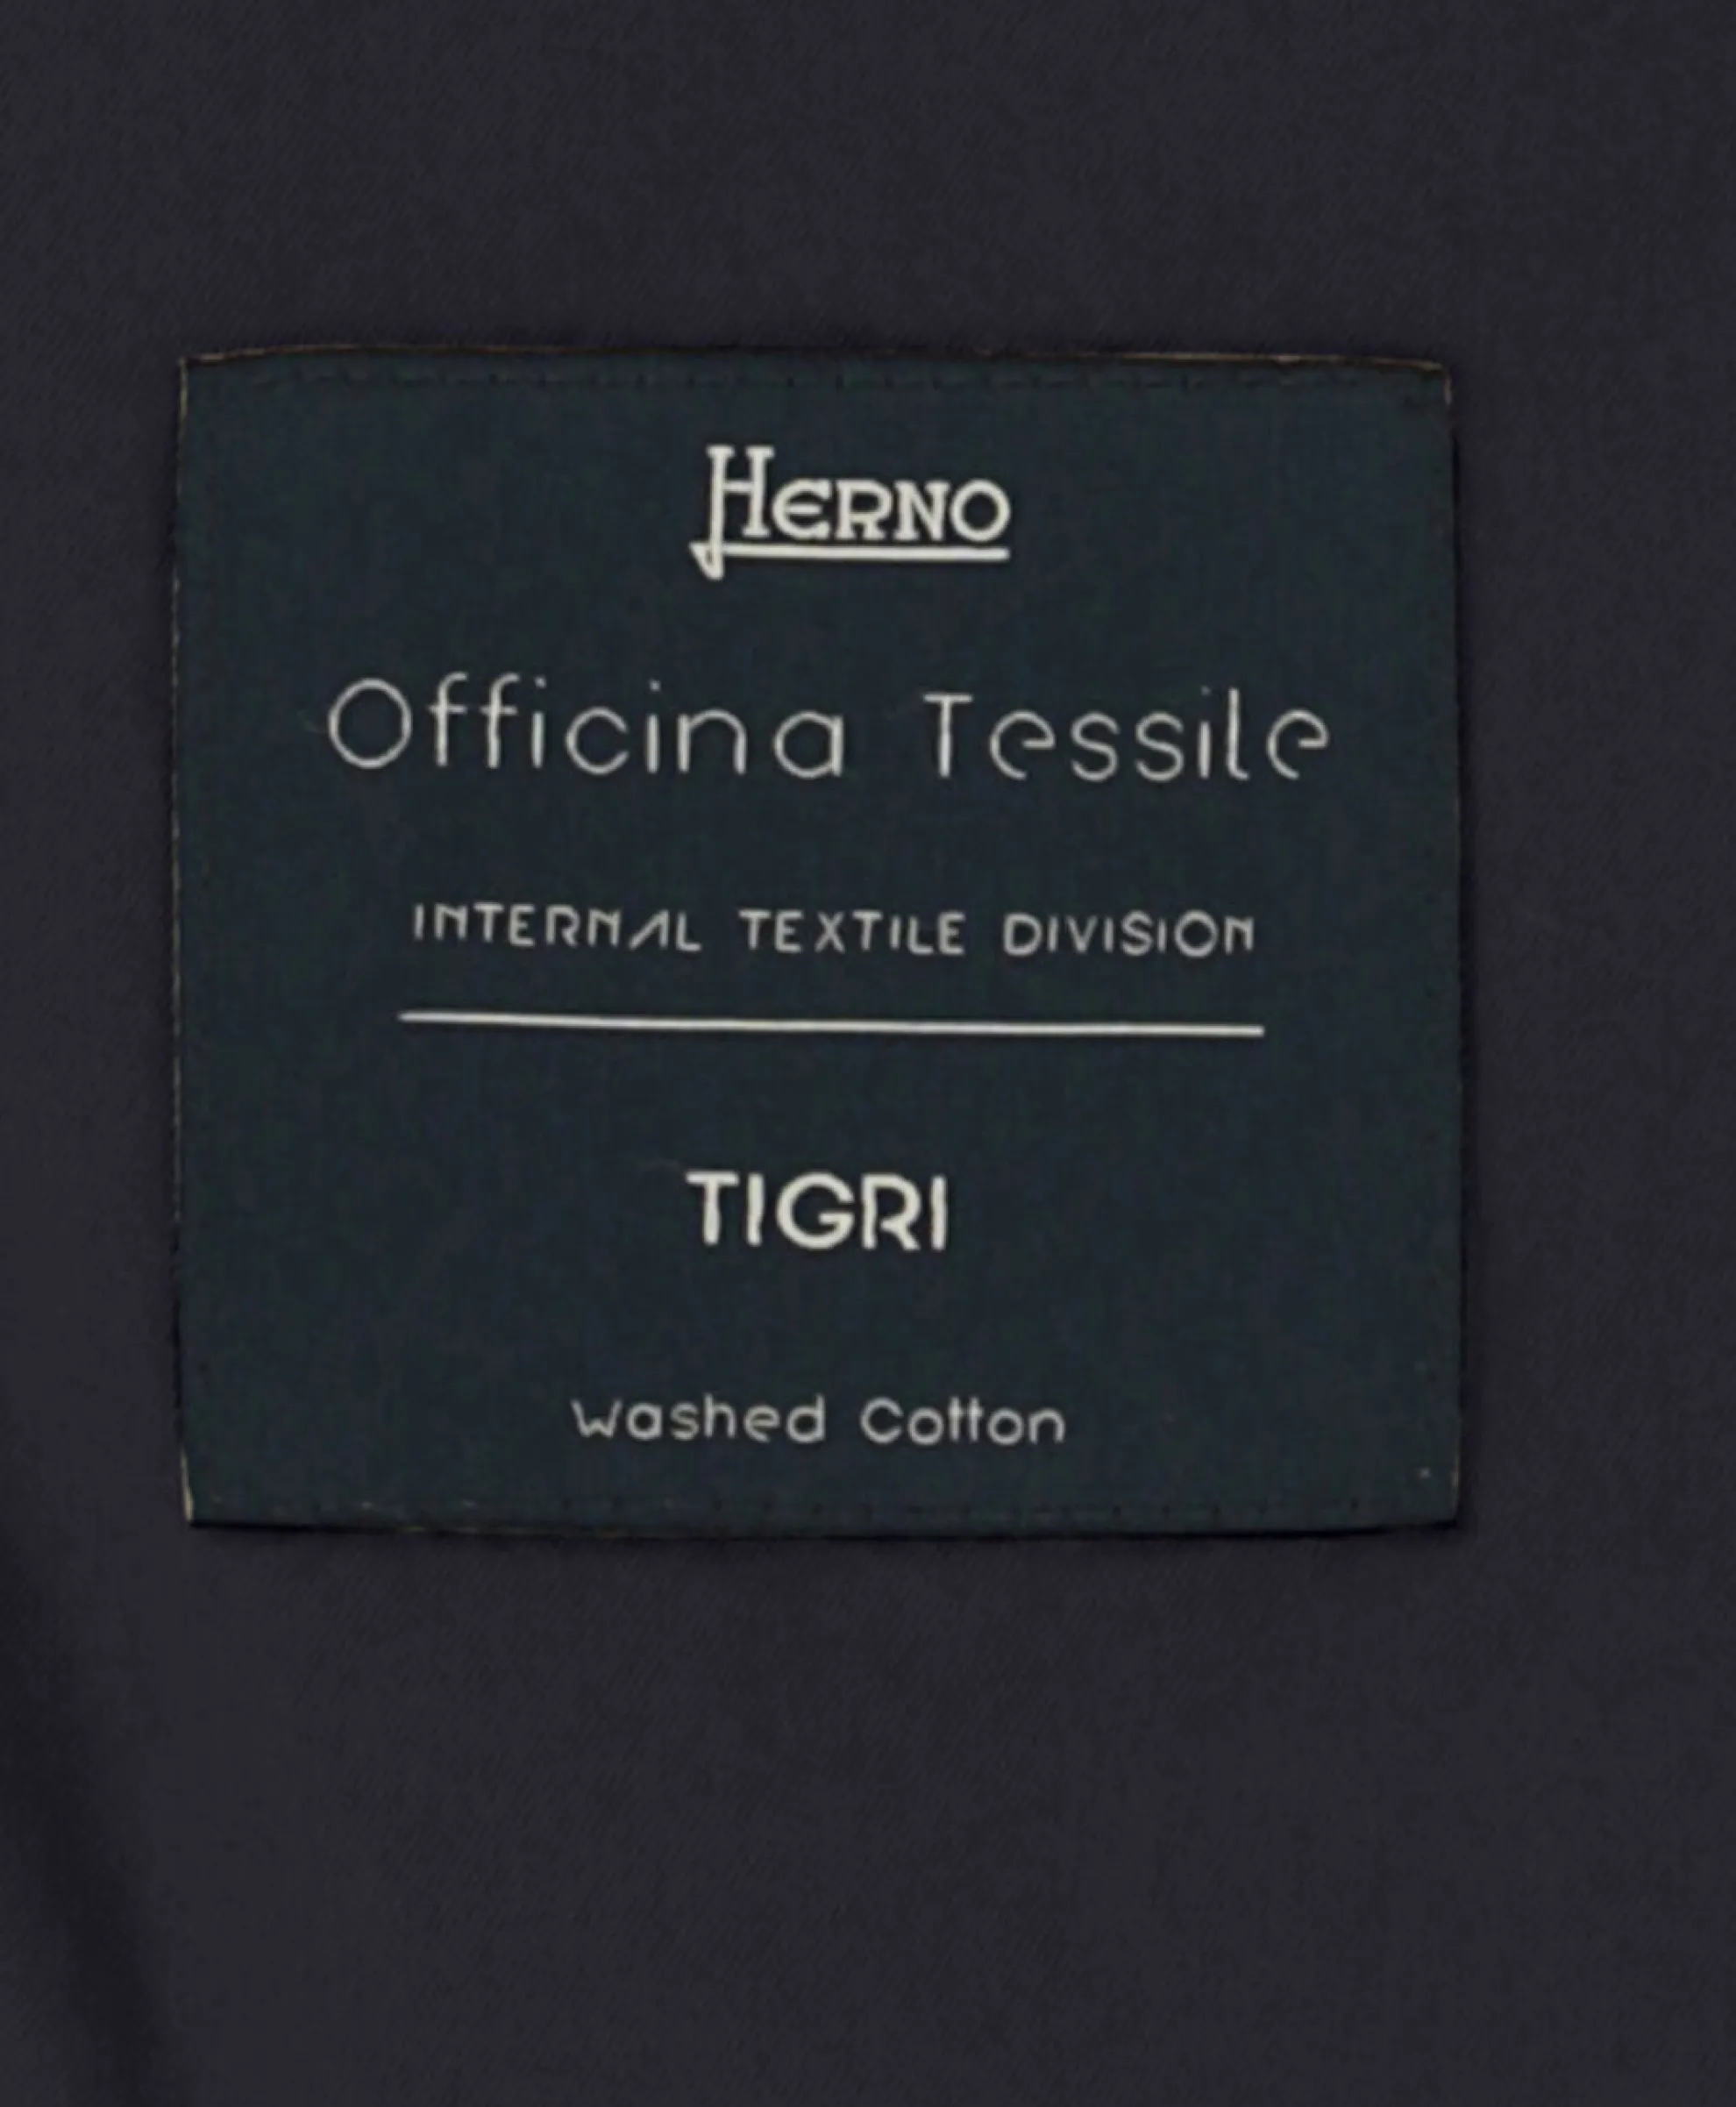 HERNO
Officina Tessile
INTERNAL TEXTILE DIVISION
TIGRI
Washed Cotton